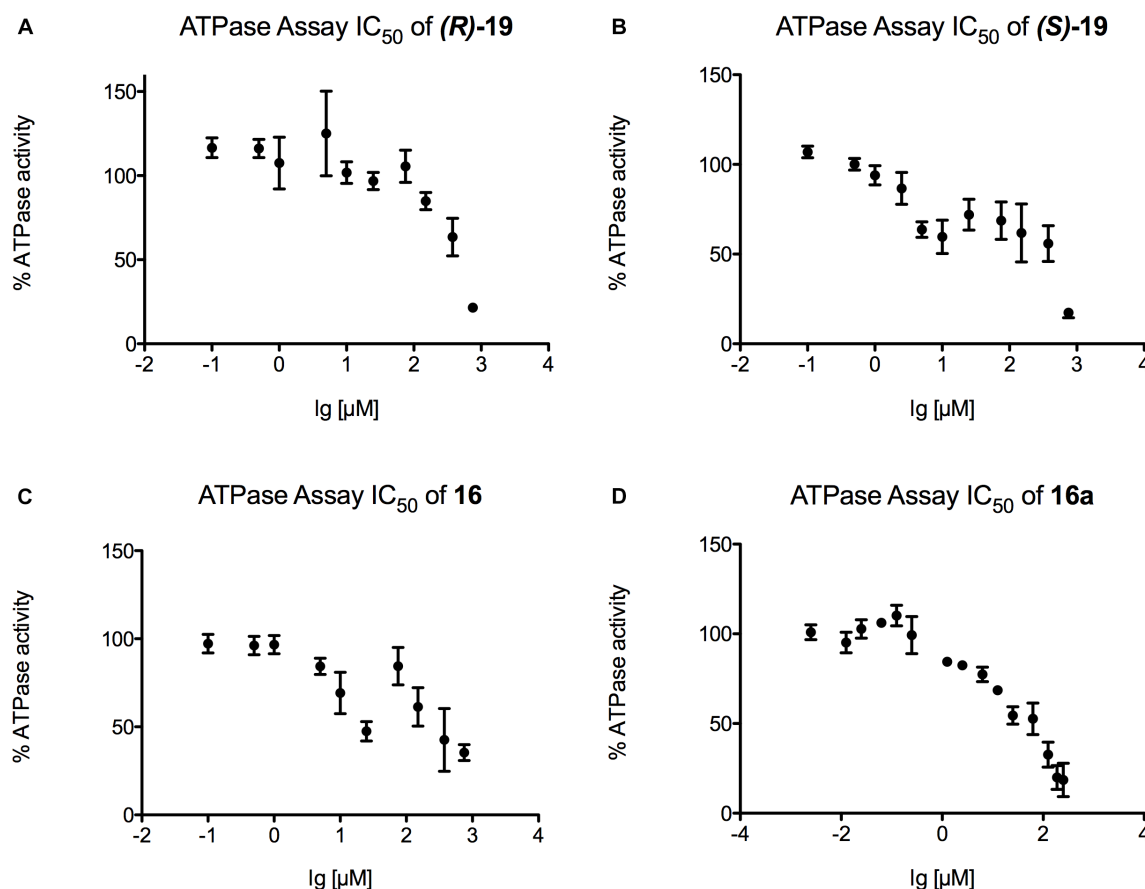 A
ATPase Assay IC50 of (R)-19
% ATPase activity
150
100
50
0
-2 -1 0 1 2 3 4
lg [µM]
B
ATPase Assay IC50 of (S)-19
% ATPase activity
150
100
50
0
-2 -1 0 1 2 3 4
lg [µM]
C
ATPase Assay IC50 of 16
% ATPase activity
150
100
50
0
-2 -1 0 1 2 3 4
lg [µM]
D
ATPase Assay IC50 of 16a
% ATPase activity
150
100
50
0
-4 -2 0 2 4
lg [µM]